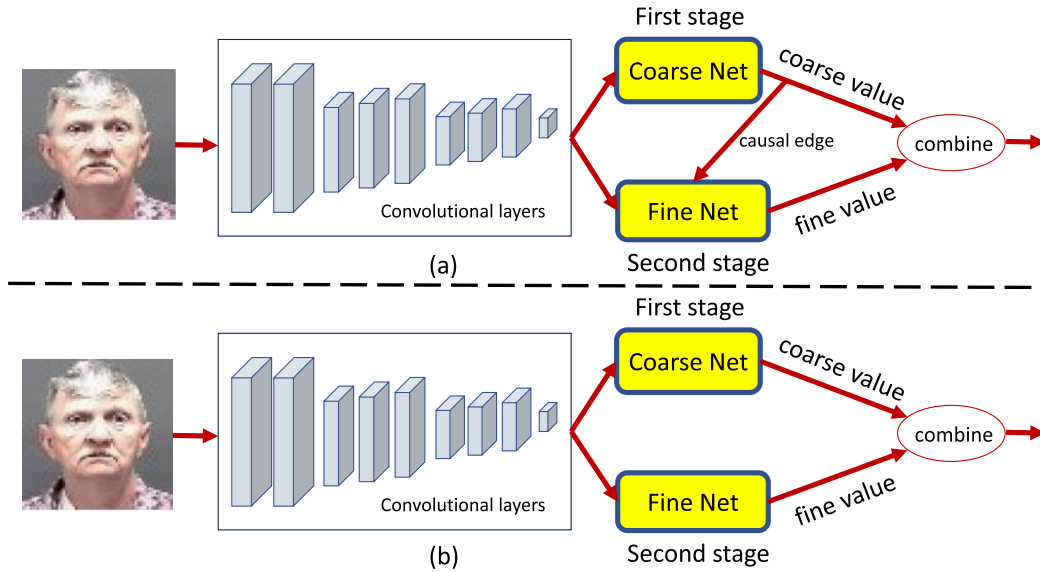 First stage
Coarse Net
coarse value
causal edge
combine
Convolutional layers
Fine Net
fine value
(a)
Second stage
First stage
Coarse Net
coarse value
combine
Convolutional layers
Fine Net
fine value
(b)
Second stage